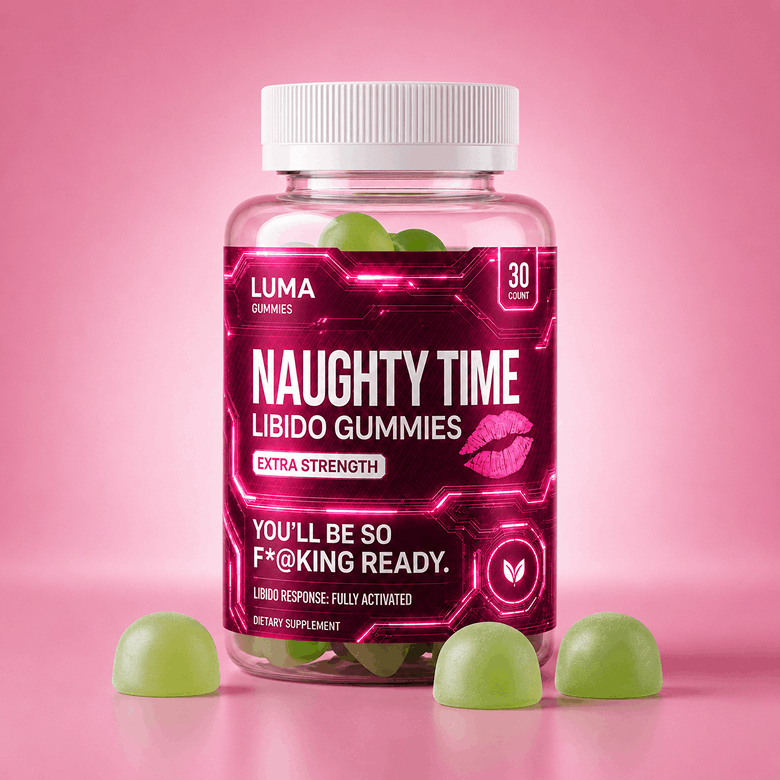 LUMA
GUMMIES
30
COUNT
NAUGHTY TIME
LIBIDO GUMMIES
EXTRA STRENGTH
YOU'LL BE SO
F*@KING READY.
LIBIDO RESPONSE: FULLY ACTIVATED
DIETARY SUPPLEMENT